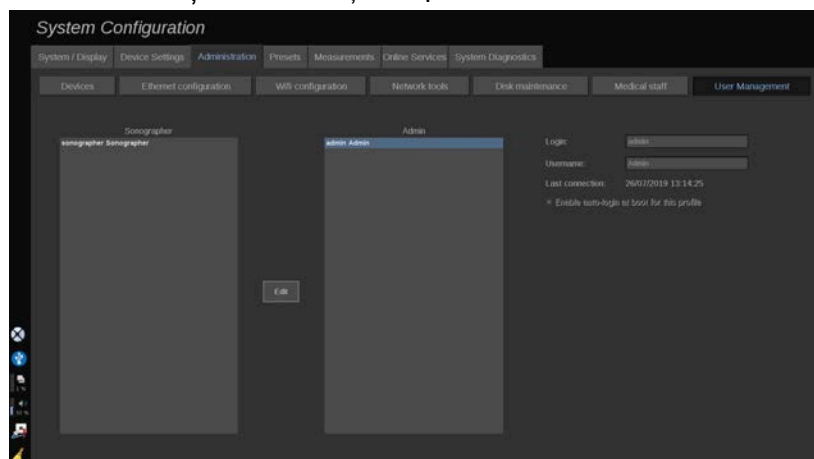 System Configuration
System / Display Device Settings Administration Presets Measurements Online Services System Diagnostics
Devices Ethernet configuration Wifi configuration Network tools Disk maintenance Medical staff User Management
Sonographer Admin
sonographer Sonographer admin Admin
Login: admin
Username: Admin
Last connection: 26/07/2019 13:14:25
Enable auto-login at boot for this profile
Edit